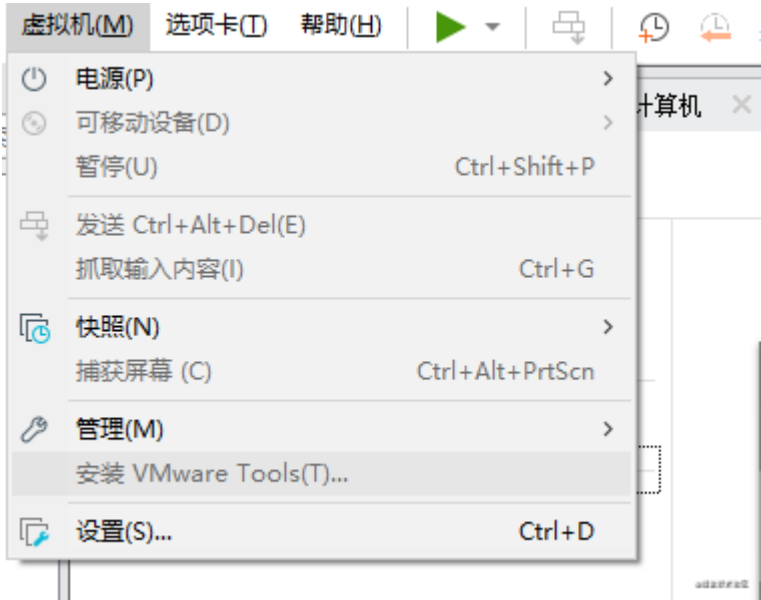 虚拟机(M) 选项卡(T) 帮助(H)
电源(P)
计算机
可移动设备(D)
暂停(U) Ctrl+Shift+P
发送 Ctrl+Alt+Del(E)
抓取输入内容(I) Ctrl+G
快照(N)
捕获屏幕 (C) Ctrl+Alt+PrtScn
管理(M)
安装 VMware Tools(T)...
设置(S)... Ctrl+D